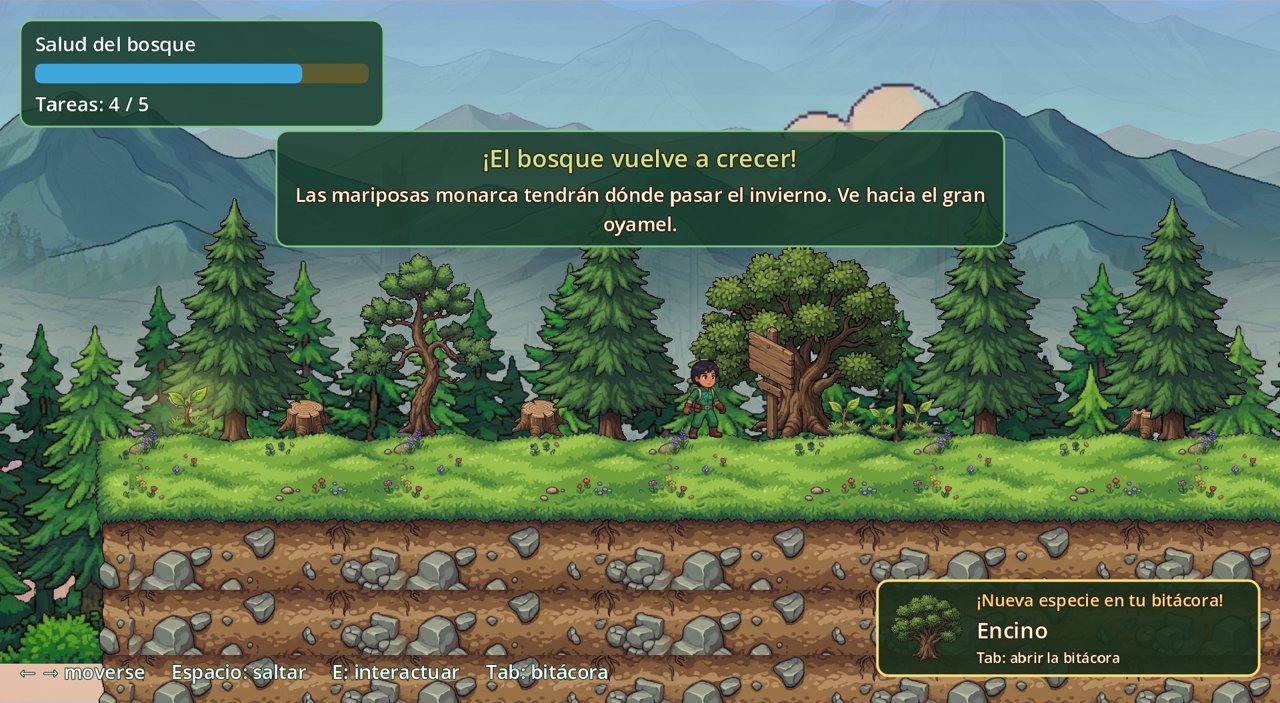 Salud del bosque
Tareas: 4 / 5
¡El bosque vuelve a crecer!
Las mariposas monarca tendrán dónde pasar el invierno. Ve hacia el gran
oyamel.
¡Nueva especie en tu bitácora!
Encino
Tab: abrir la bitácora
← → moverse Espacio: saltar E: interactuar Tab: bitácora